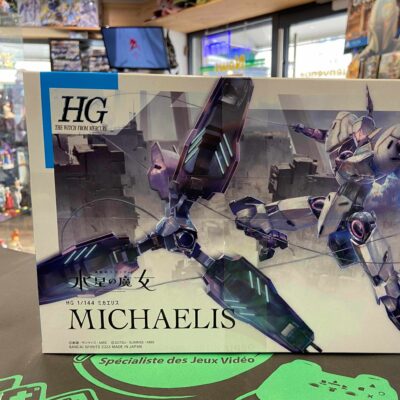 HG
THE WITCH FROM MERCURY
水星の魔女
HG 1/144 ミカエリス
MICHAELIS
Spécialiste des Jeux Vidéo